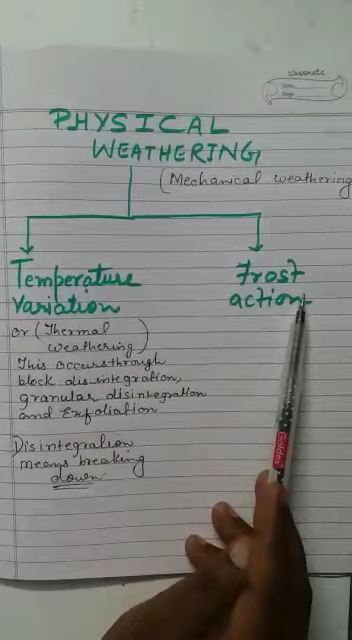 classmate
Date
Page
PHYSICAL
WEATHERING
(Mechanical weathering
Temperature
Variation
Frost
action
or (Thermal
weathering)
This occurs through
block disintegration,
granular disintegration
and Exfoliation
Disintegration
means breaking
down